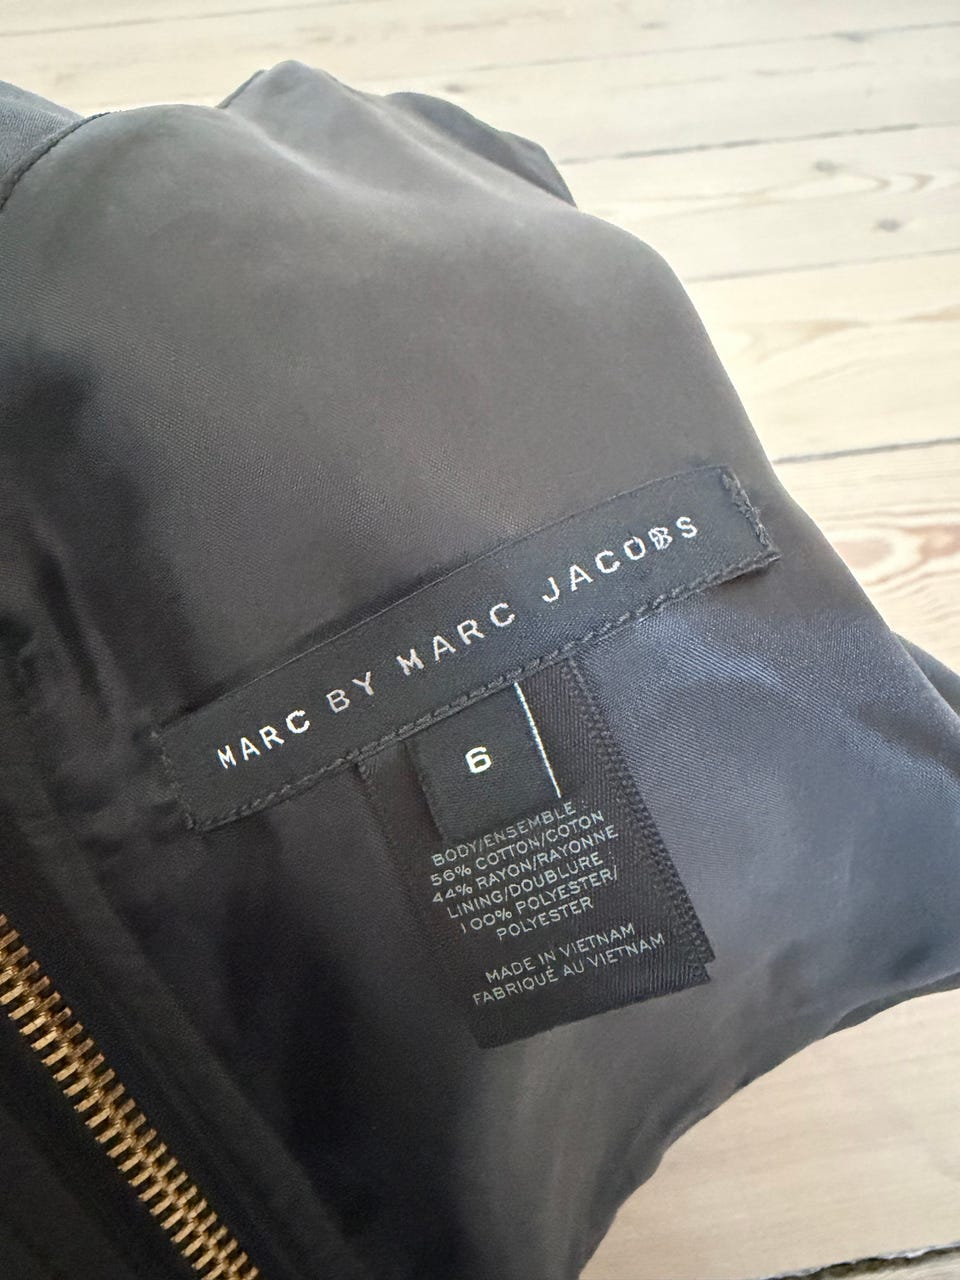 MARC BY MARC JACOBS
6
BODY/ENSEMBLE
56% COTTON/COTON
44% RAYON/RAYONNE
LINING/DOUBLURE
100% POLYESTER/
POLYESTER
MADE IN VIETNAM
FABRIQUÉ AU VIETNAM